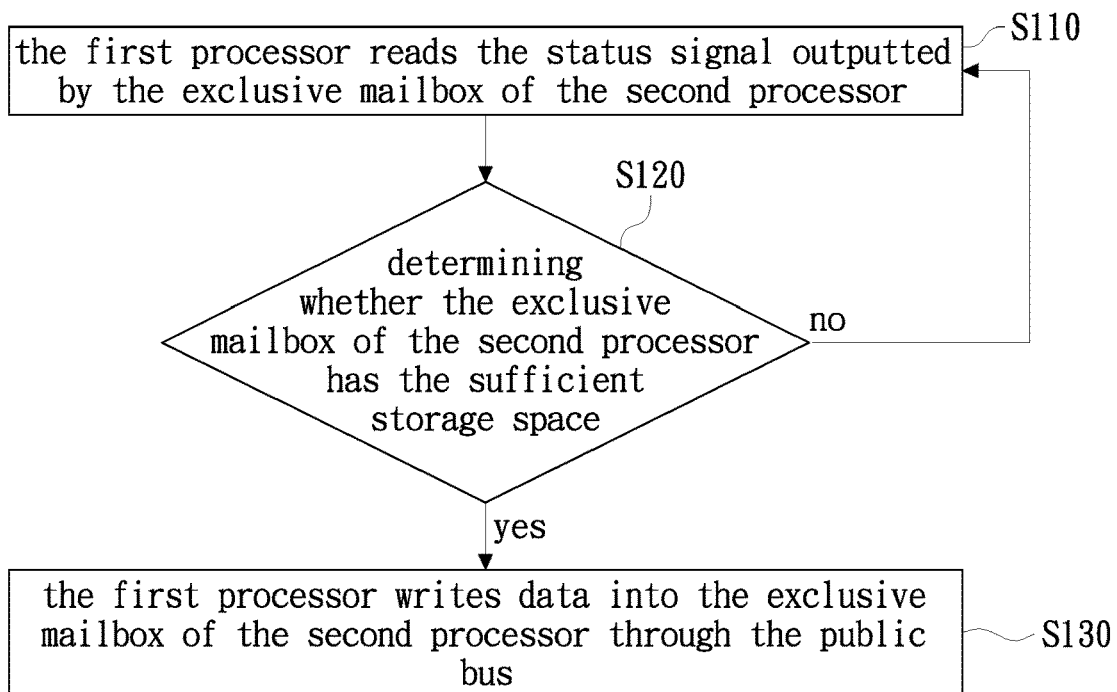 S110
the first processor reads the status signal outputted
by the exclusive mailbox of the second processor
S120
determining
whether the exclusive
mailbox of the second processor
has the sufficient
storage space
no
yes
the first processor writes data into the exclusive
mailbox of the second processor through the public
bus
S130